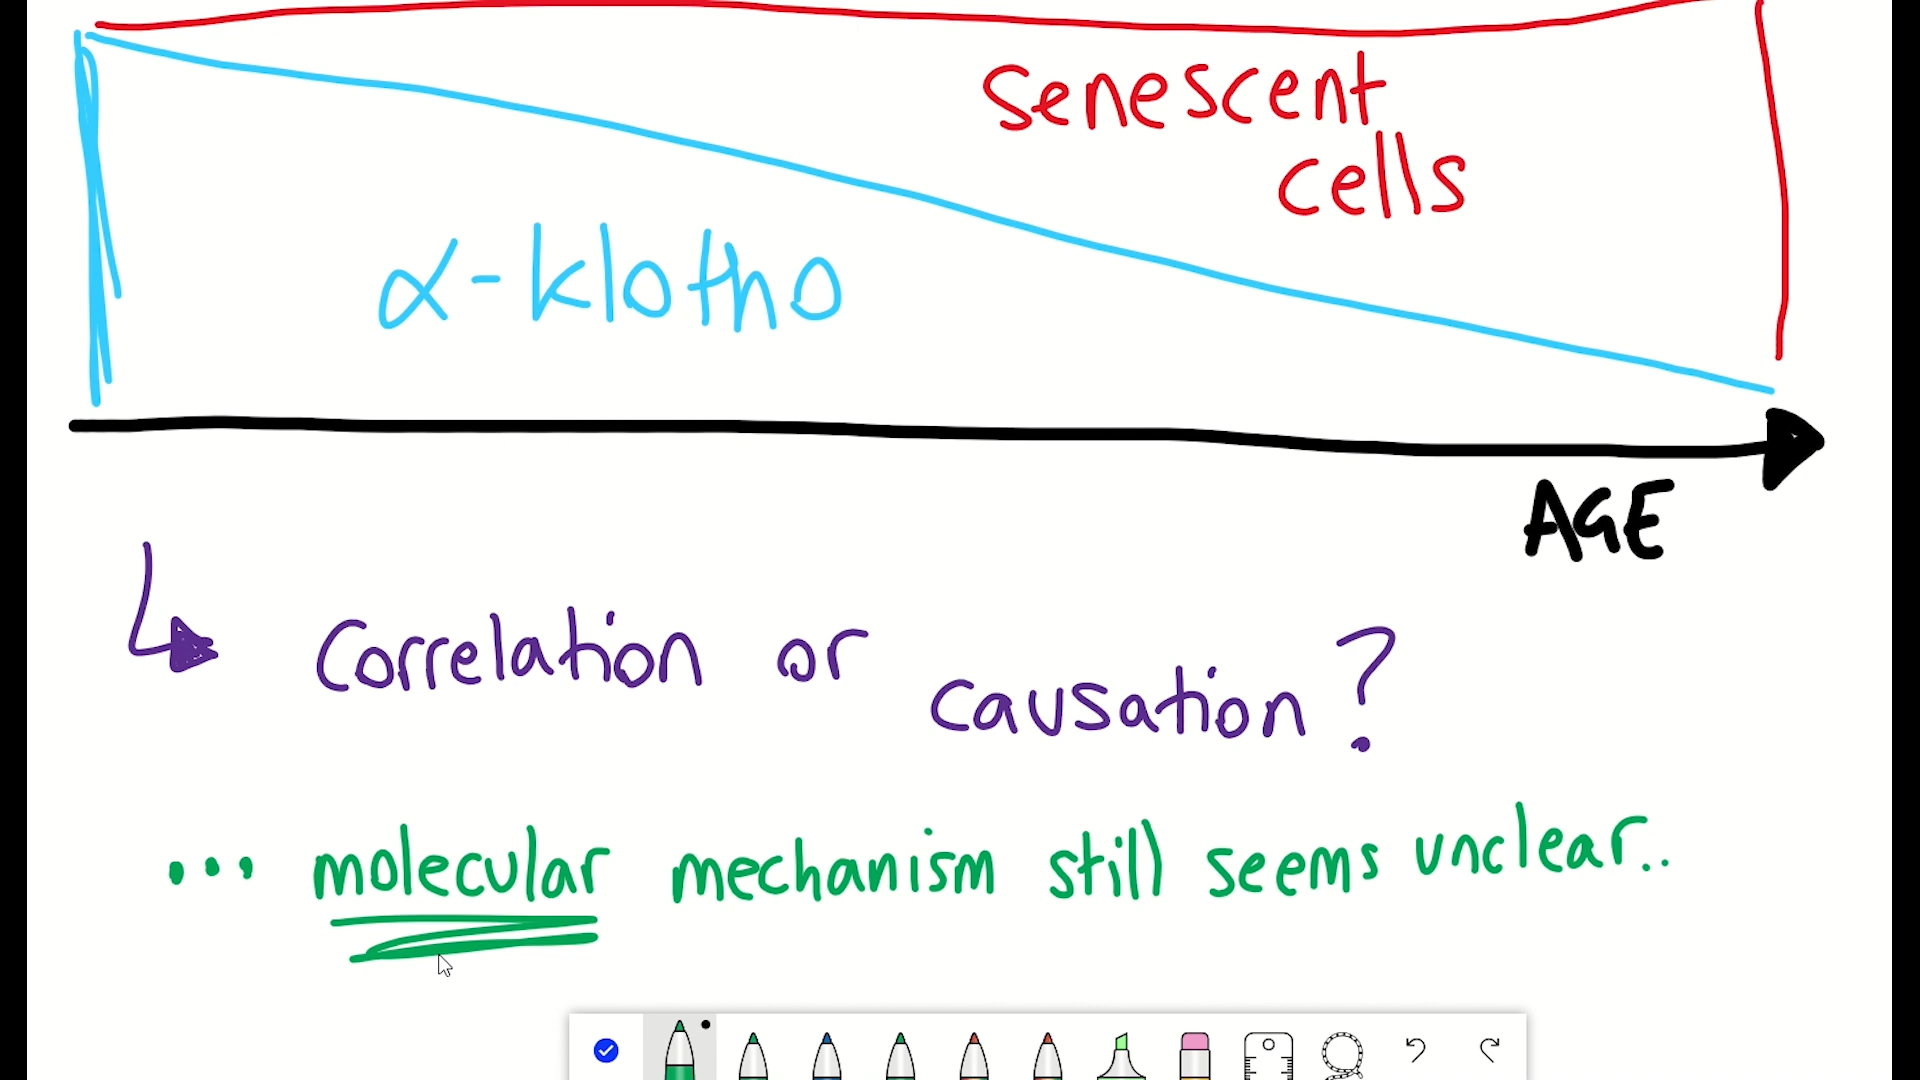 senescent
cells
α-klotho
AGE
Correlation or
causation?
... molecular mechanism still seems unclear..